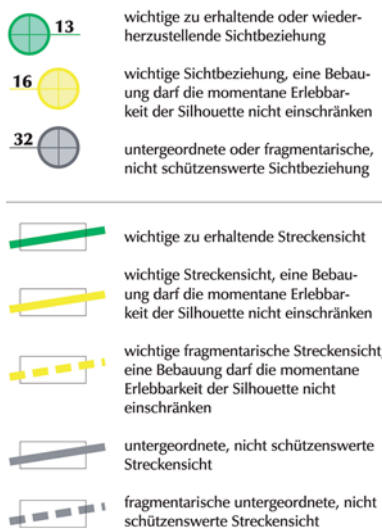 13
wichtige zu erhaltende oder wieder-
herzustellende Sichtbeziehung
16
wichtige Sichtbeziehung, eine Bebau-
ung darf die momentane Erlebbar-
keit der Silhouette nicht einschränken
32
untergeordnete oder fragmentarische,
nicht schützenswerte Sichtbeziehung
wichtige zu erhaltende Streckensicht
wichtige Streckensicht, eine Bebau-
ung darf die momentane Erlebbar-
keit der Silhouette nicht einschränken
wichtige fragmentarische Streckensicht,
eine Bebauung darf die momentane
Erlebbarkeit der Silhouette nicht
einschränken
untergeordnete, nicht schützenswerte
Streckensicht
fragmentarische untergeordnete, nicht
schützenswerte Streckensicht